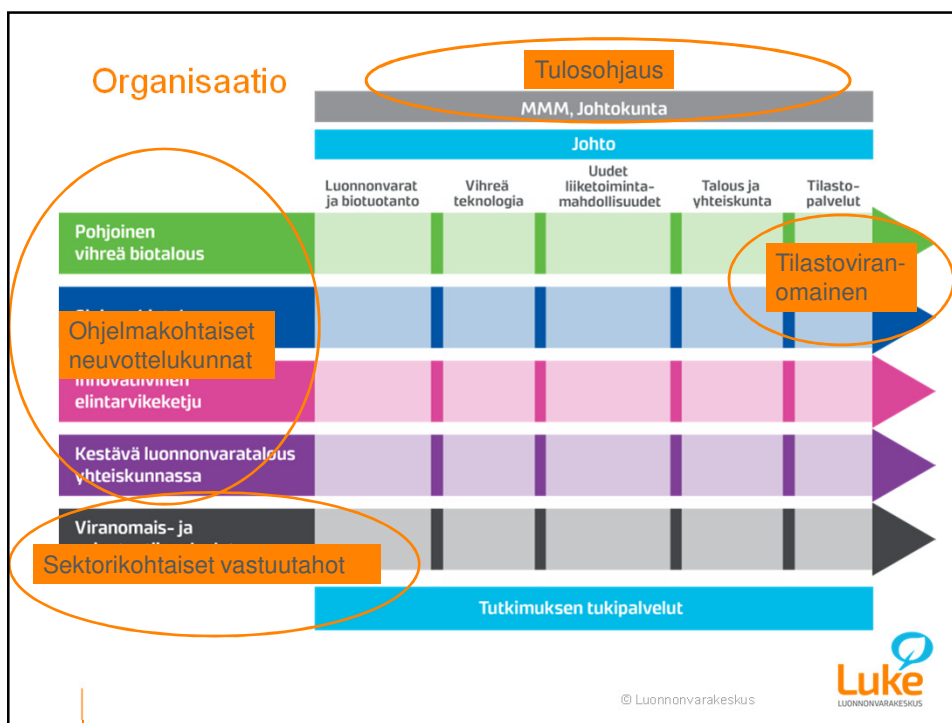 Organisaatio
Tulosohjaus
MMM, Johtokunta
Johto
Luonnonvarat
ja biotuotanto
Vihreä
teknologia
Uudet
liiketoiminta-
mahdollisuudet
Talous ja
yhteiskunta
Tilasto-
palvelut
Pohjoinen
vihreä biotalous
Tilastoviran-
omainen
Ohjelmakohtaiset
neuvottelukunnat
Innovatiivinen
elintarvikeketju
Kestävä luonnonvaratalous
yhteiskunnassa
Viranomais- ja
Sektorikohtaiset vastuutahot
Tutkimuksen tukipalvelut
© Luonnonvarakeskus
Luke
LUONNONVARAKESKUS